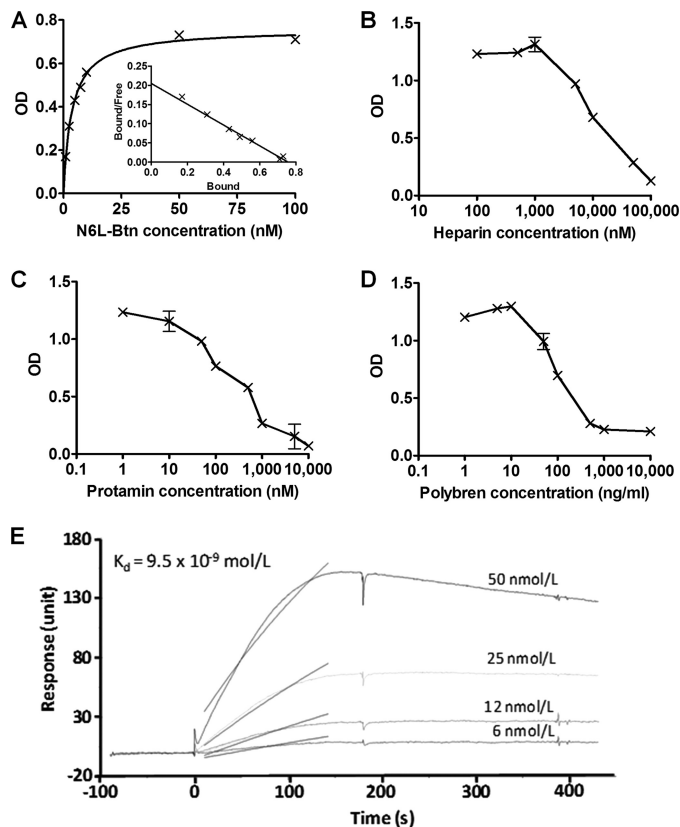 A
OD
0.8
0.6
0.4
0.2
0.0
0 25 50 75 100
N6L-Btn concentration (nM)
Bound/Free
0.25
0.20
0.15
0.10
0.05
0.00
0.0 0.2 0.4 0.6 0.8
Bound
B
OD
1.5
1.0
0.5
0.0
10 100 1,000 10,000 100,000
Heparin concentration (nM)
C
OD
1.5
1.0
0.5
0.0
0.1 1 10 100 1,000 10,000
Protamin concentration (nM)
D
OD
1.5
1.0
0.5
0.0
0.1 1 10 100 1,000 10,000
Polybren concentration (ng/ml)
E
Response (unit)
180
130
80
30
-20
Kd = 9.5 x 10-9 mol/L
50 nmol/L
25 nmol/L
12 nmol/L
6 nmol/L
-100 0 100 200 300 400
Time (s)